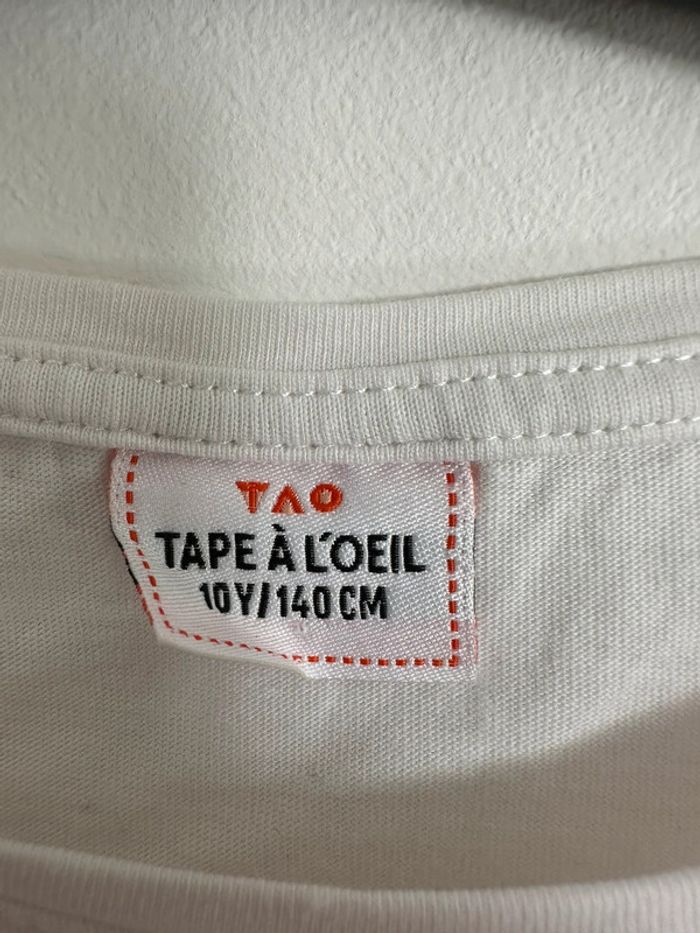 TAO
TAPE À L'OEIL
10Y/140CM